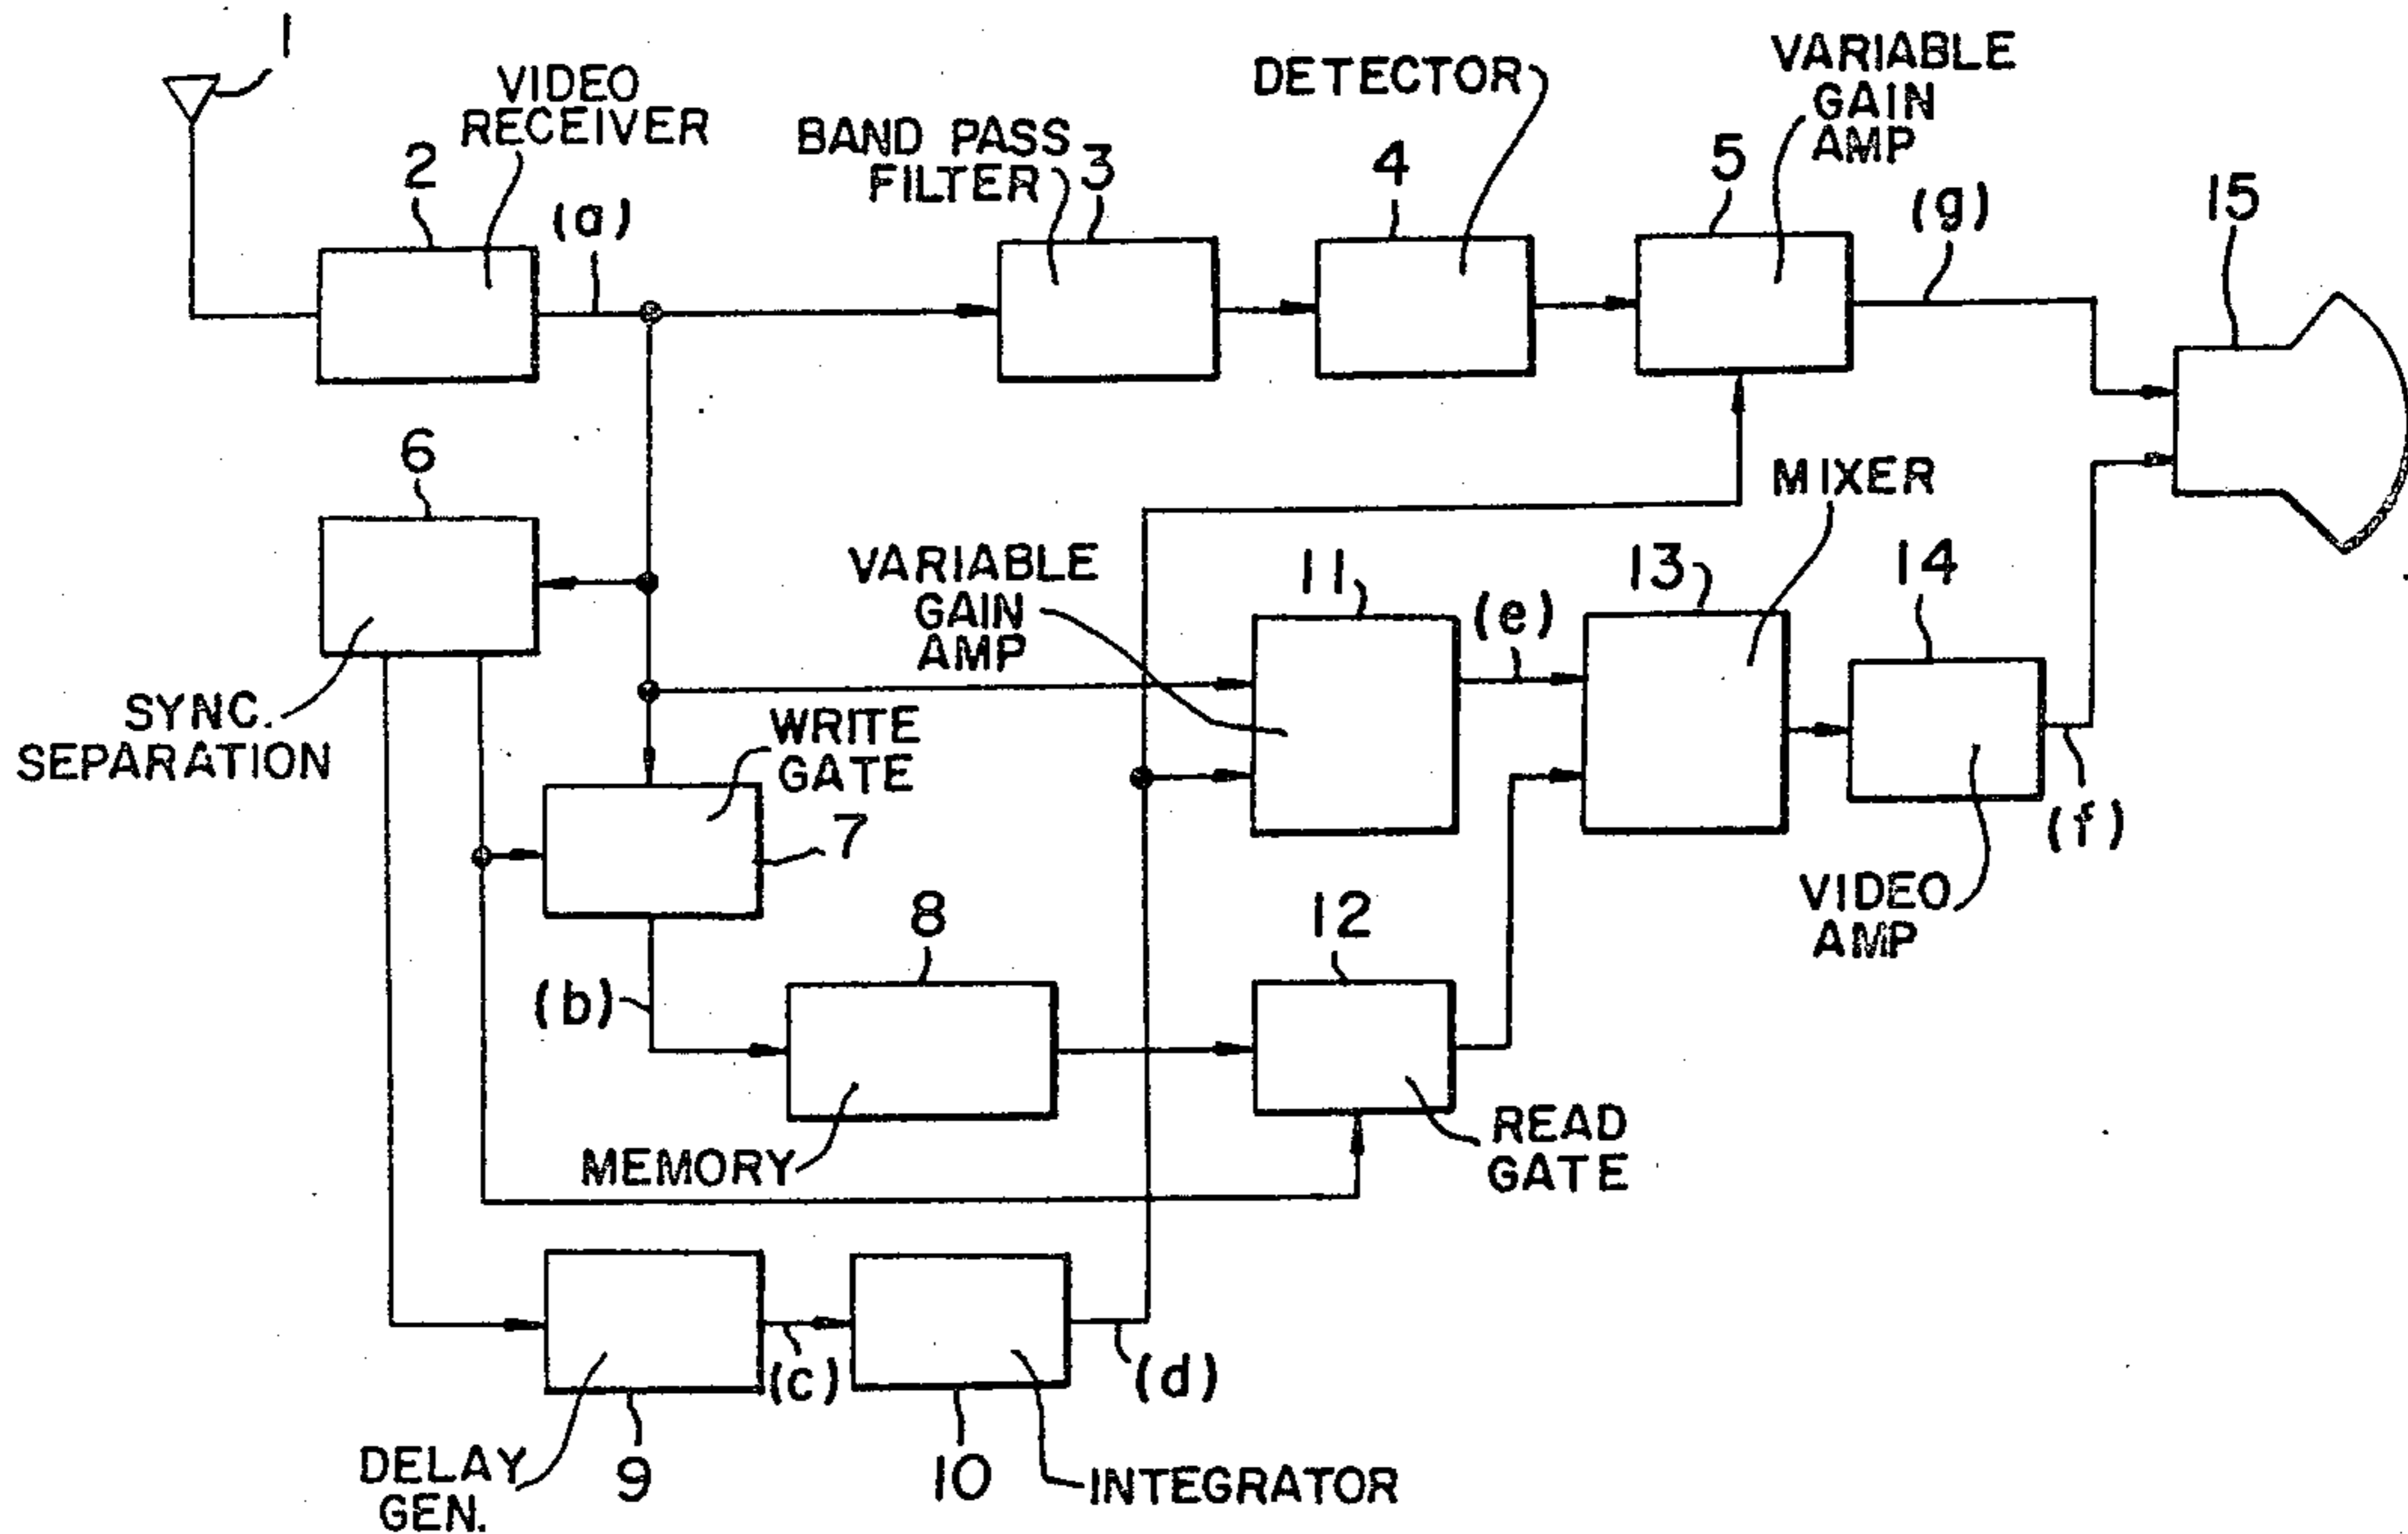 1
VIDEO
RECEIVER
2
(a)
BAND PASS
FILTER
3
DETECTOR
4
VARIABLE
GAIN
AMP
5
(g)
15
6
SYNC.
SEPARATION
VARIABLE
GAIN
AMP
11
(e)
MIXER
13
14
VIDEO
AMP
(f)
WRITE
GATE
7
(b)
8
MEMORY
12
READ
GATE
DELAY
GEN.
9
(c)
10
INTEGRATOR
(d)